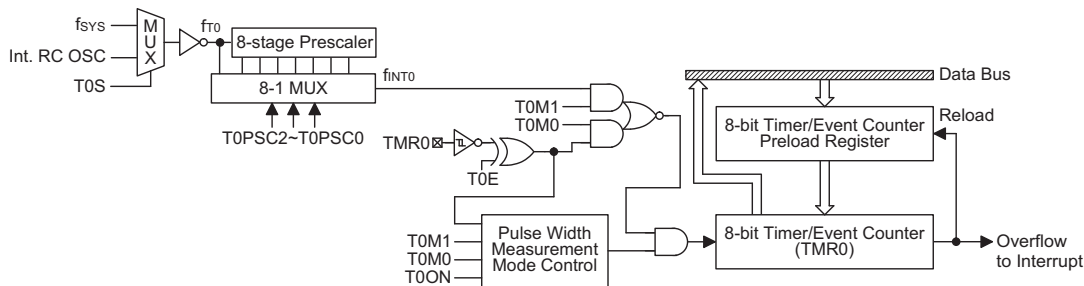 fSYS
Int. RC OSC
T0S
MUX
fT0
8-stage Prescaler
8-1 MUX
T0PSC2~T0PSC0
fINT0
T0M1
T0M0
TMR0
T0E
T0M1
T0M0
T0ON
Pulse Width
Measurement
Mode Control
Data Bus
8-bit Timer/Event Counter
Preload Register
Reload
8-bit Timer/Event Counter
(TMR0)
Overflow
to Interrupt